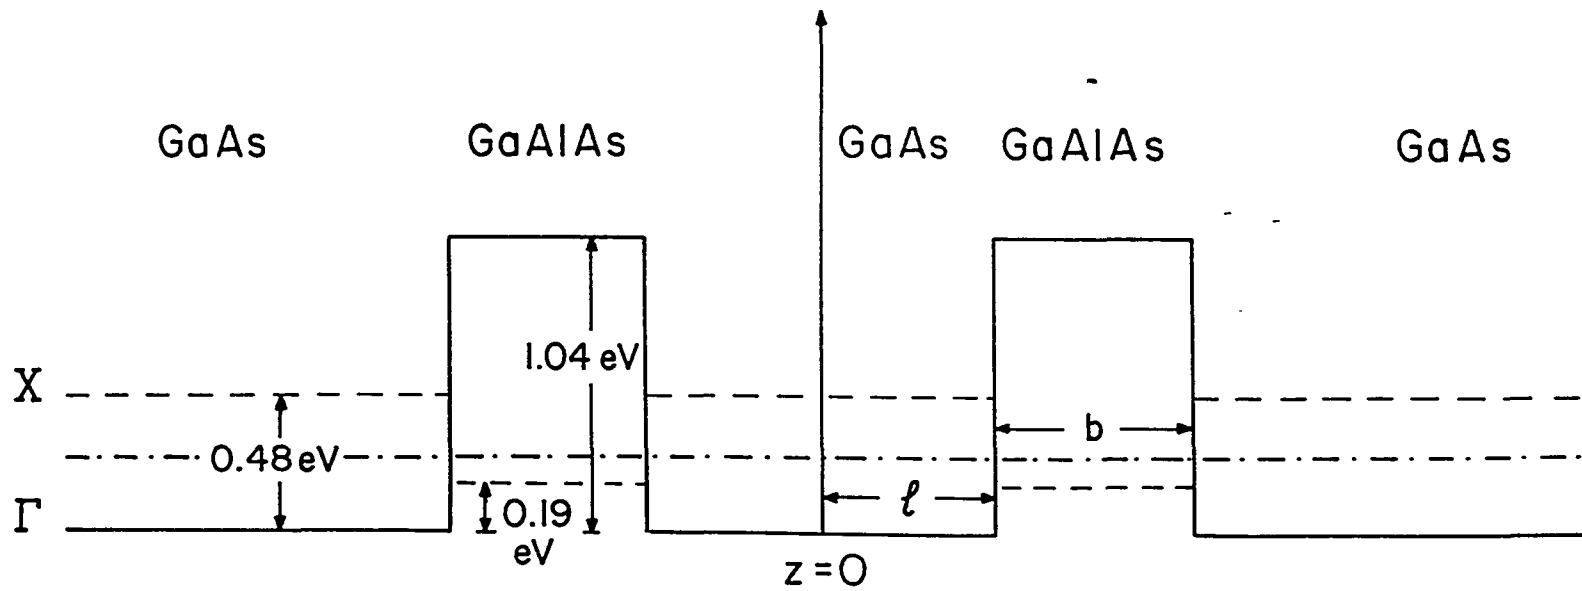 GaAs GaAlAs GaAs GaAlAs GaAs
1.04 eV
X
b
0.48 eV
ℓ
Γ
0.19
eV
z = 0